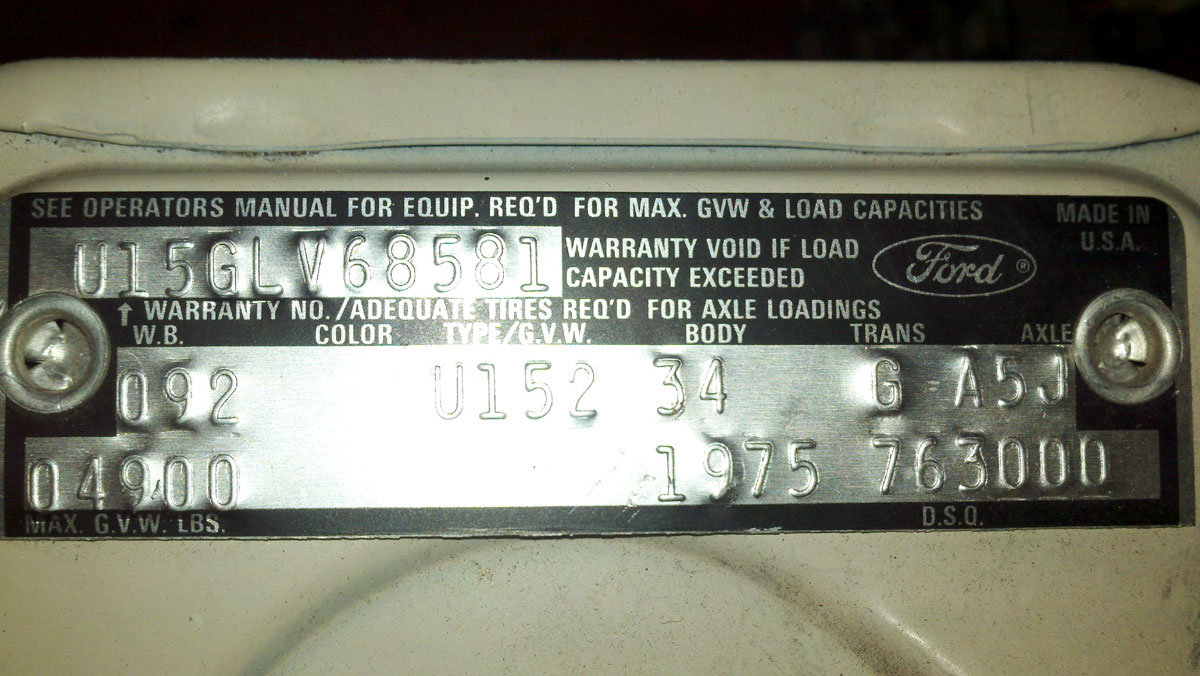 SEE OPERATORS MANUAL FOR EQUIP. REQ'D FOR MAX. GVW & LOAD CAPACITIES
MADE IN
U.S.A.
U15GLV68581
WARRANTY VOID IF LOAD
CAPACITY EXCEEDED
Ford ®
↑ WARRANTY NO./ADEQUATE TIRES REQ'D FOR AXLE LOADINGS
W.B. COLOR TYPE/G.V.W. BODY TRANS AXLE
092 U152 34 G A5J
04900 1975 763000
MAX. G.V.W. LBS. D.S.O.